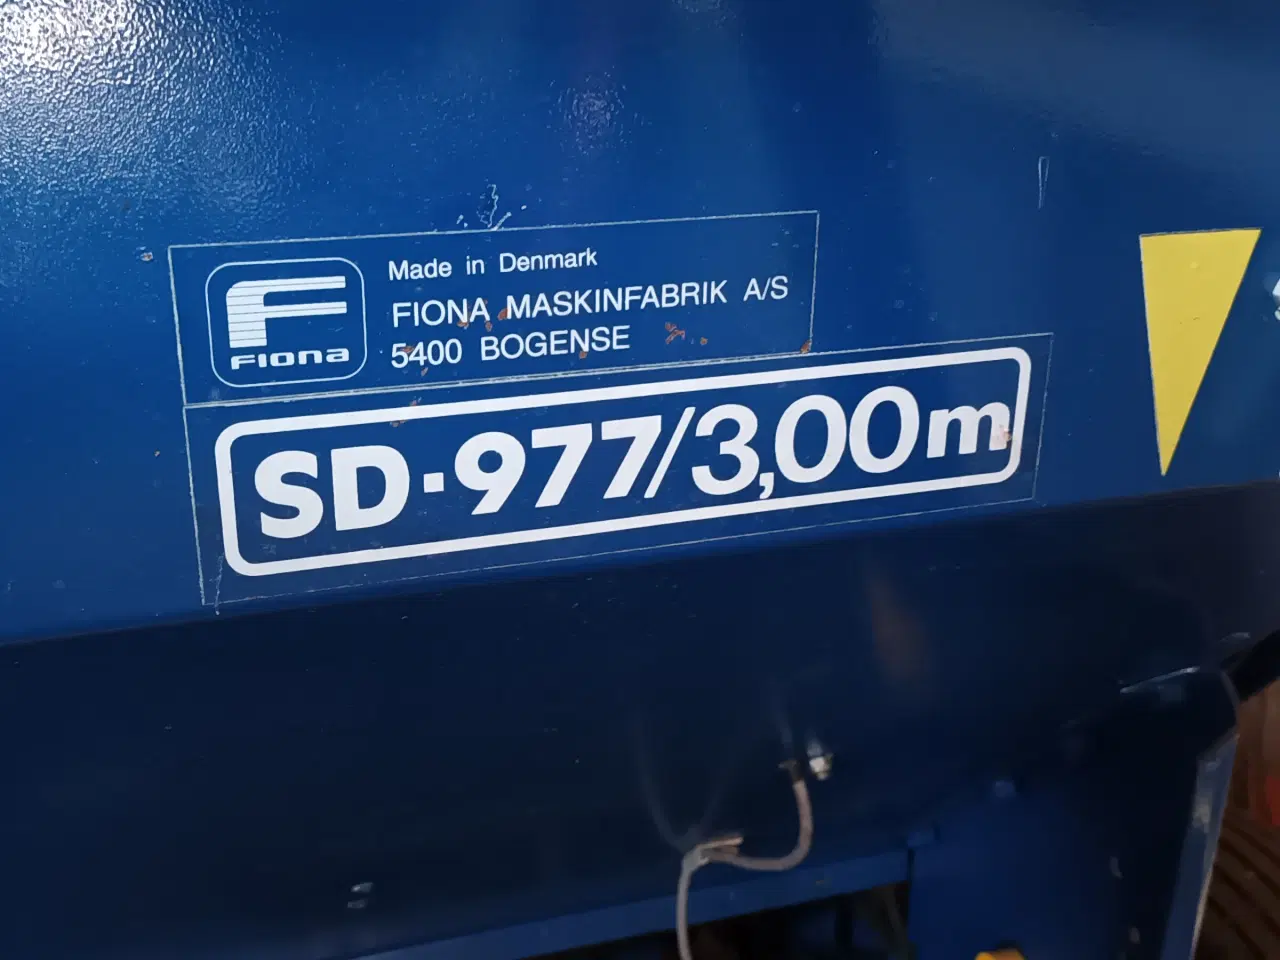 Fiona
Made in Denmark
FIONA MASKINFABRIK A/S
5400 BOGENSE
SD·977/3,00m